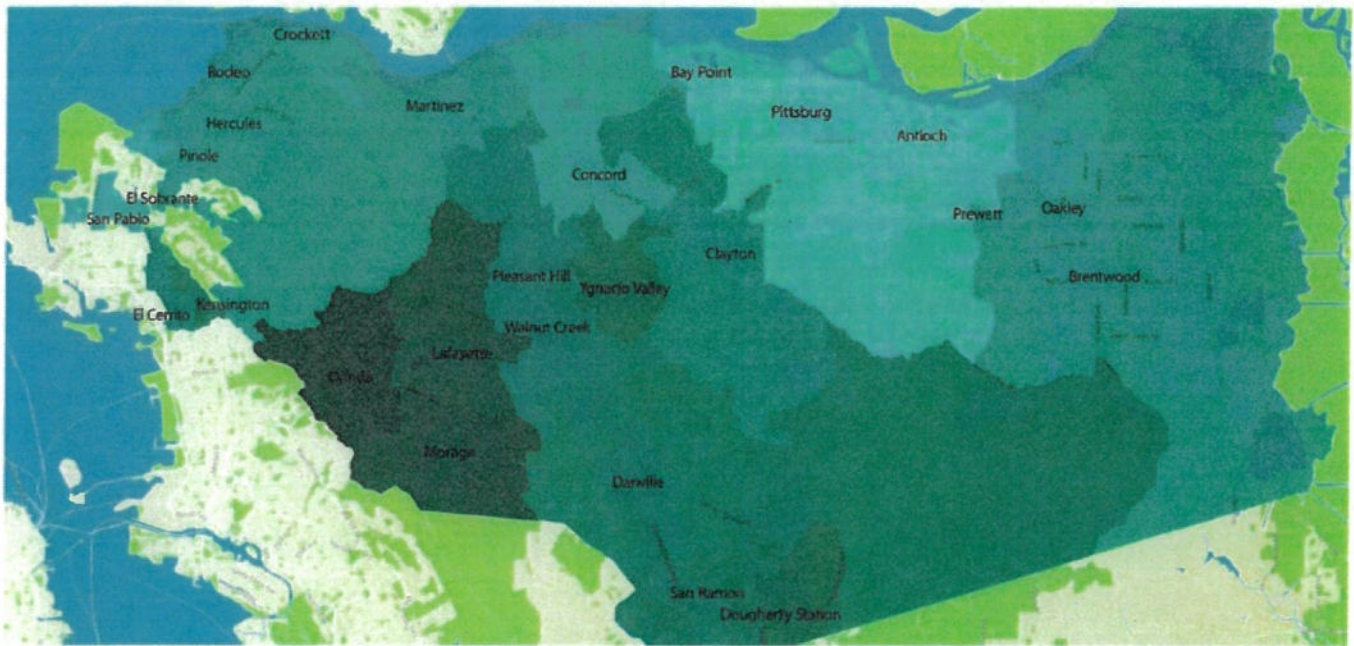 Crockett
Rodeo
Bay Point
Martinez
Pittsburg
Hercules
Antioch
Pinole
Concord
El Sobrante
San Pablo
Prewett
Oakley
Clayton
Pleasant Hill
Ygnacio Valley
Brentwood
Kensington
El Cerrito
Walnut Creek
Lafayette
Orinda
Moraga
Danville
San Ramon
Dougherty Station